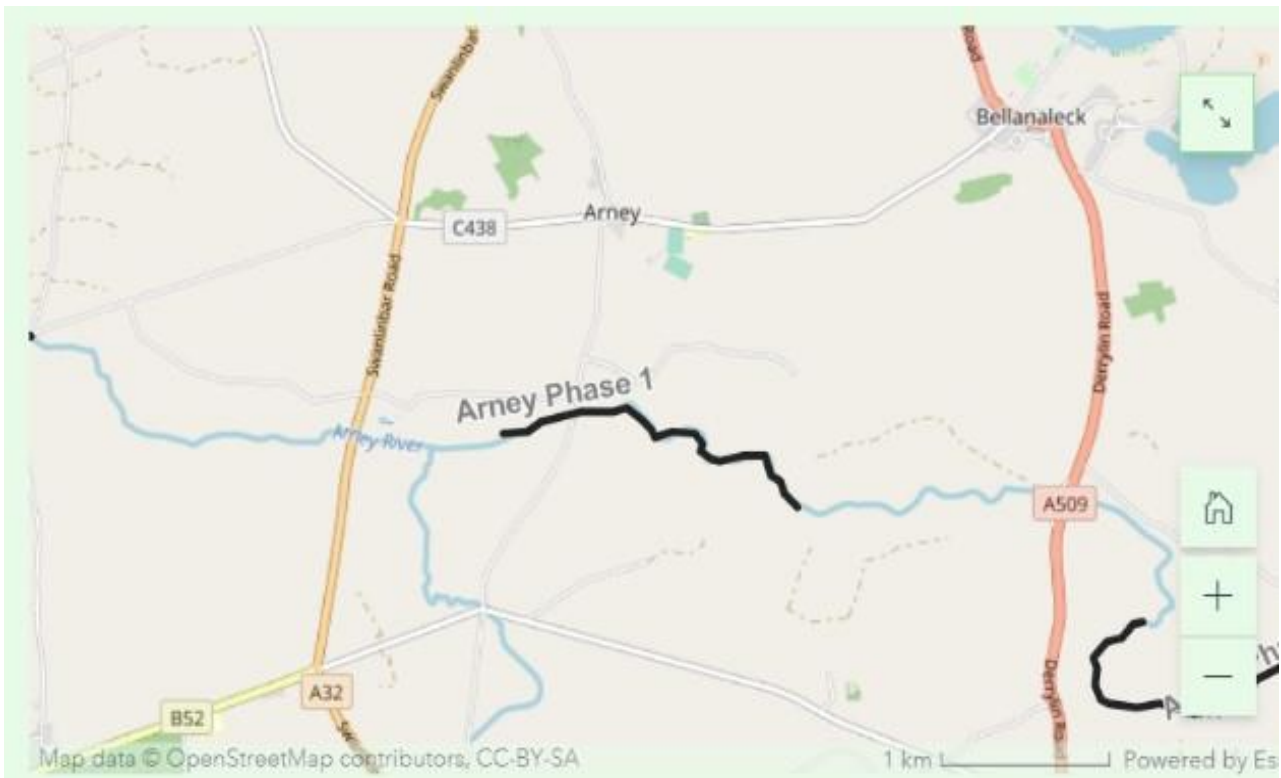 Swanlinbar
Road
Bellanaleck
Arney
C438
Swanlinbar Road
Derrylin Road
Arney Phase 1
Arney River
A509
A32
B52
Derrylin Ro
Map data © OpenStreetMap contributors, CC-BY-SA
1 km
Powered by Es